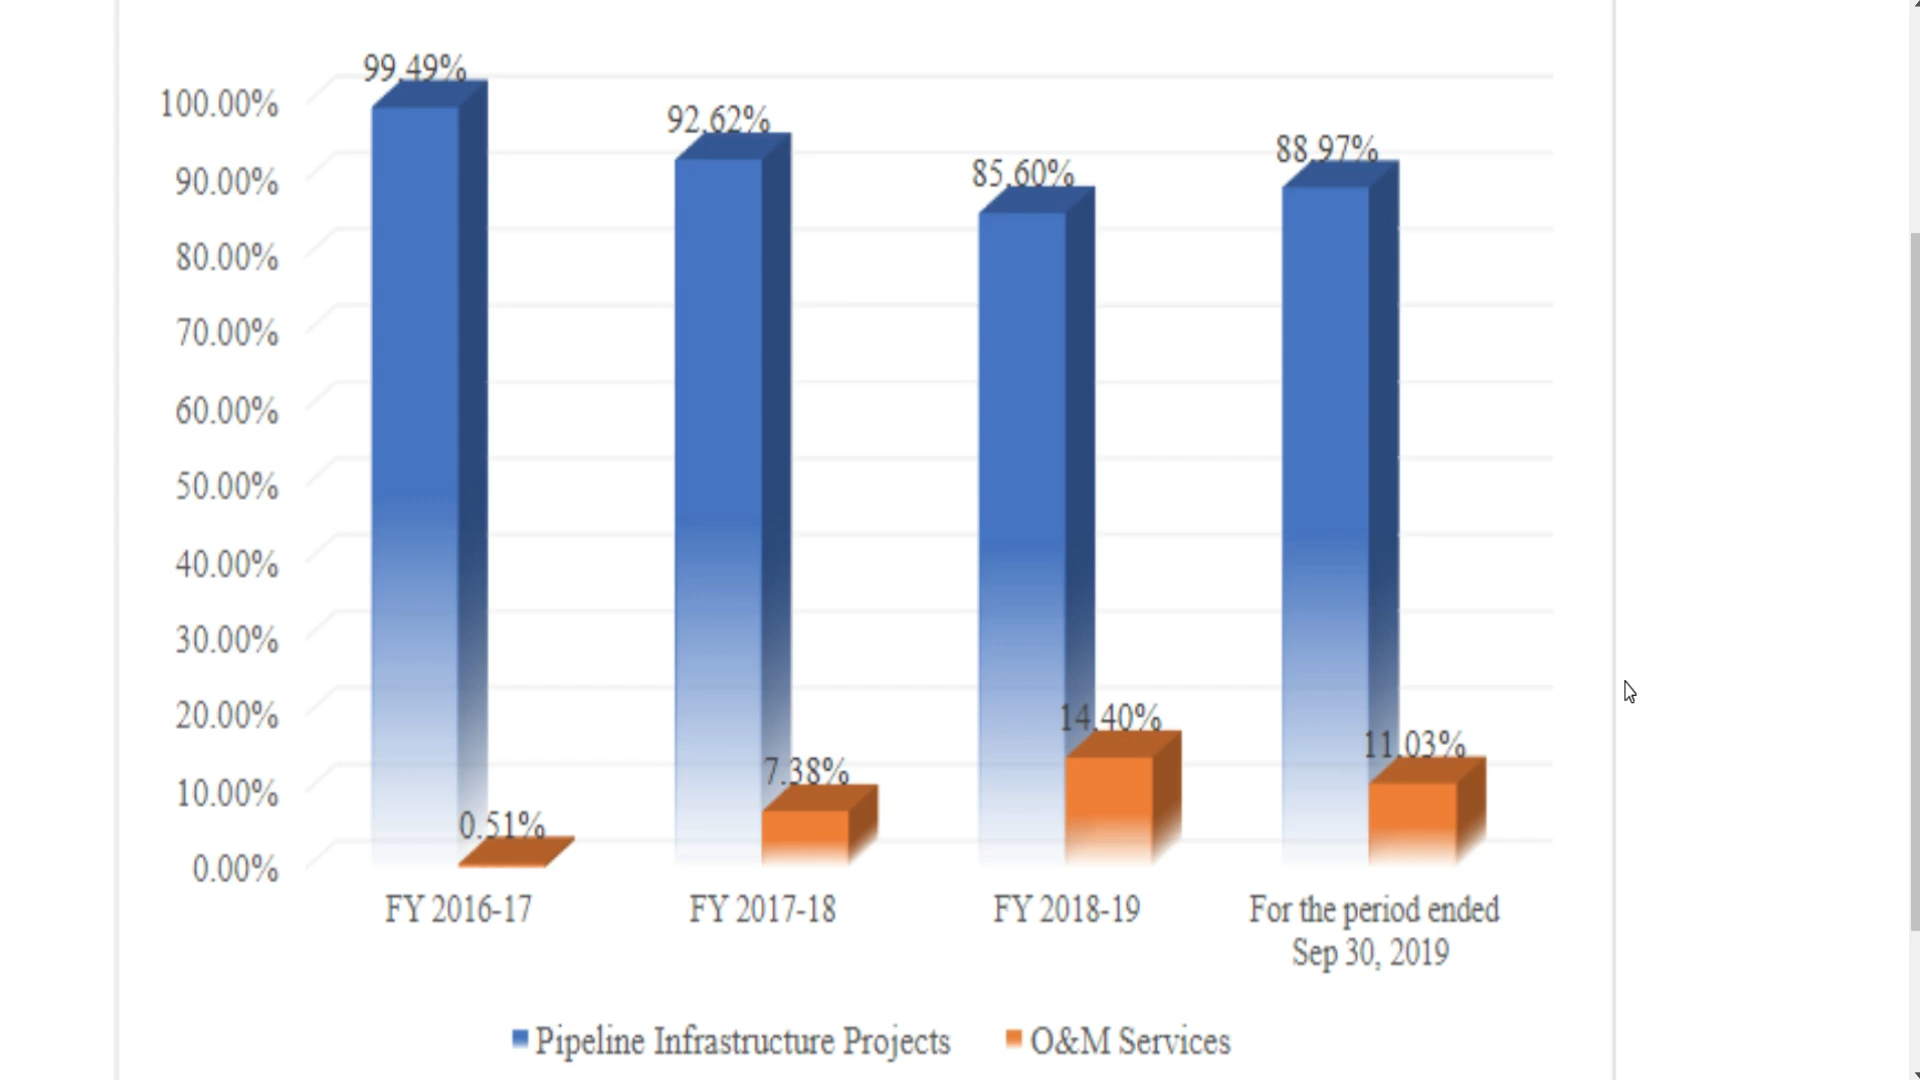 99.49%
92.62%
85.60%
88.97%
100.00%
90.00%
80.00%
70.00%
60.00%
50.00%
40.00%
30.00%
20.00%
10.00%
0.00%
0.51%
7.38%
14.40%
11.03%
FY 2016-17
FY 2017-18
FY 2018-19
For the period ended
Sep 30, 2019
Pipeline Infrastructure Projects
O&M Services